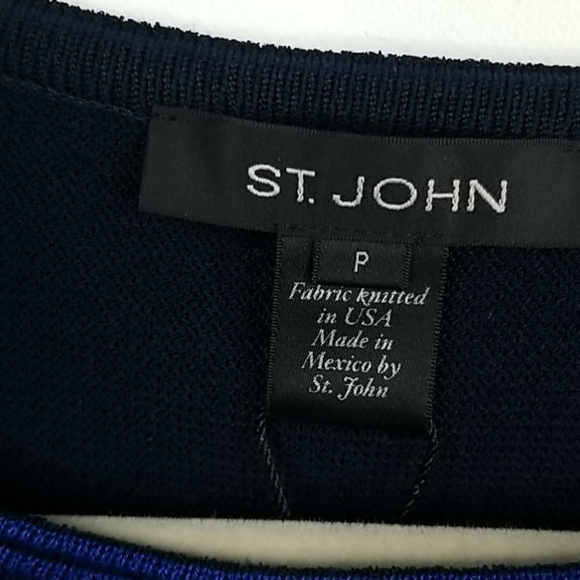 ST. JOHN
P
Fabric knitted
in USA
Made in
Mexico by
St. John